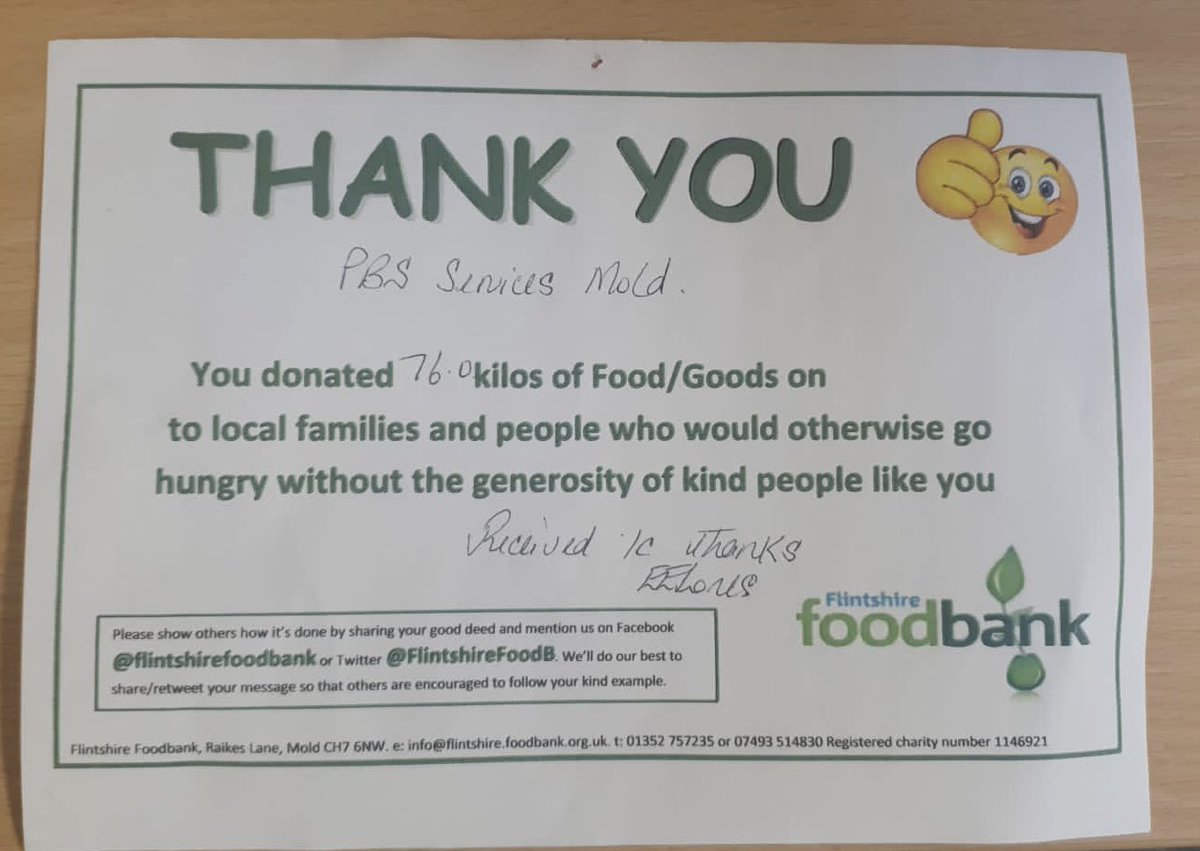 THANK YOU
PBS Services Mold.
You donated 76.0 kilos of Food/Goods on
to local families and people who would otherwise go
hungry without the generosity of kind people like you
Received thanks
Flintshire
foodbank
Please show others how it's done by sharing your good deed and mention us on Facebook
@flintshirefoodbank or Twitter @FlintshireFoodB. We'll do our best to
share/retweet your message so that others are encouraged to follow your kind example.
Flintshire Foodbank, Raikes Lane, Mold CH7 6NW. e: info@flintshire.foodbank.org.uk. t: 01352 757235 or 07493 514830 Registered charity number 1146921